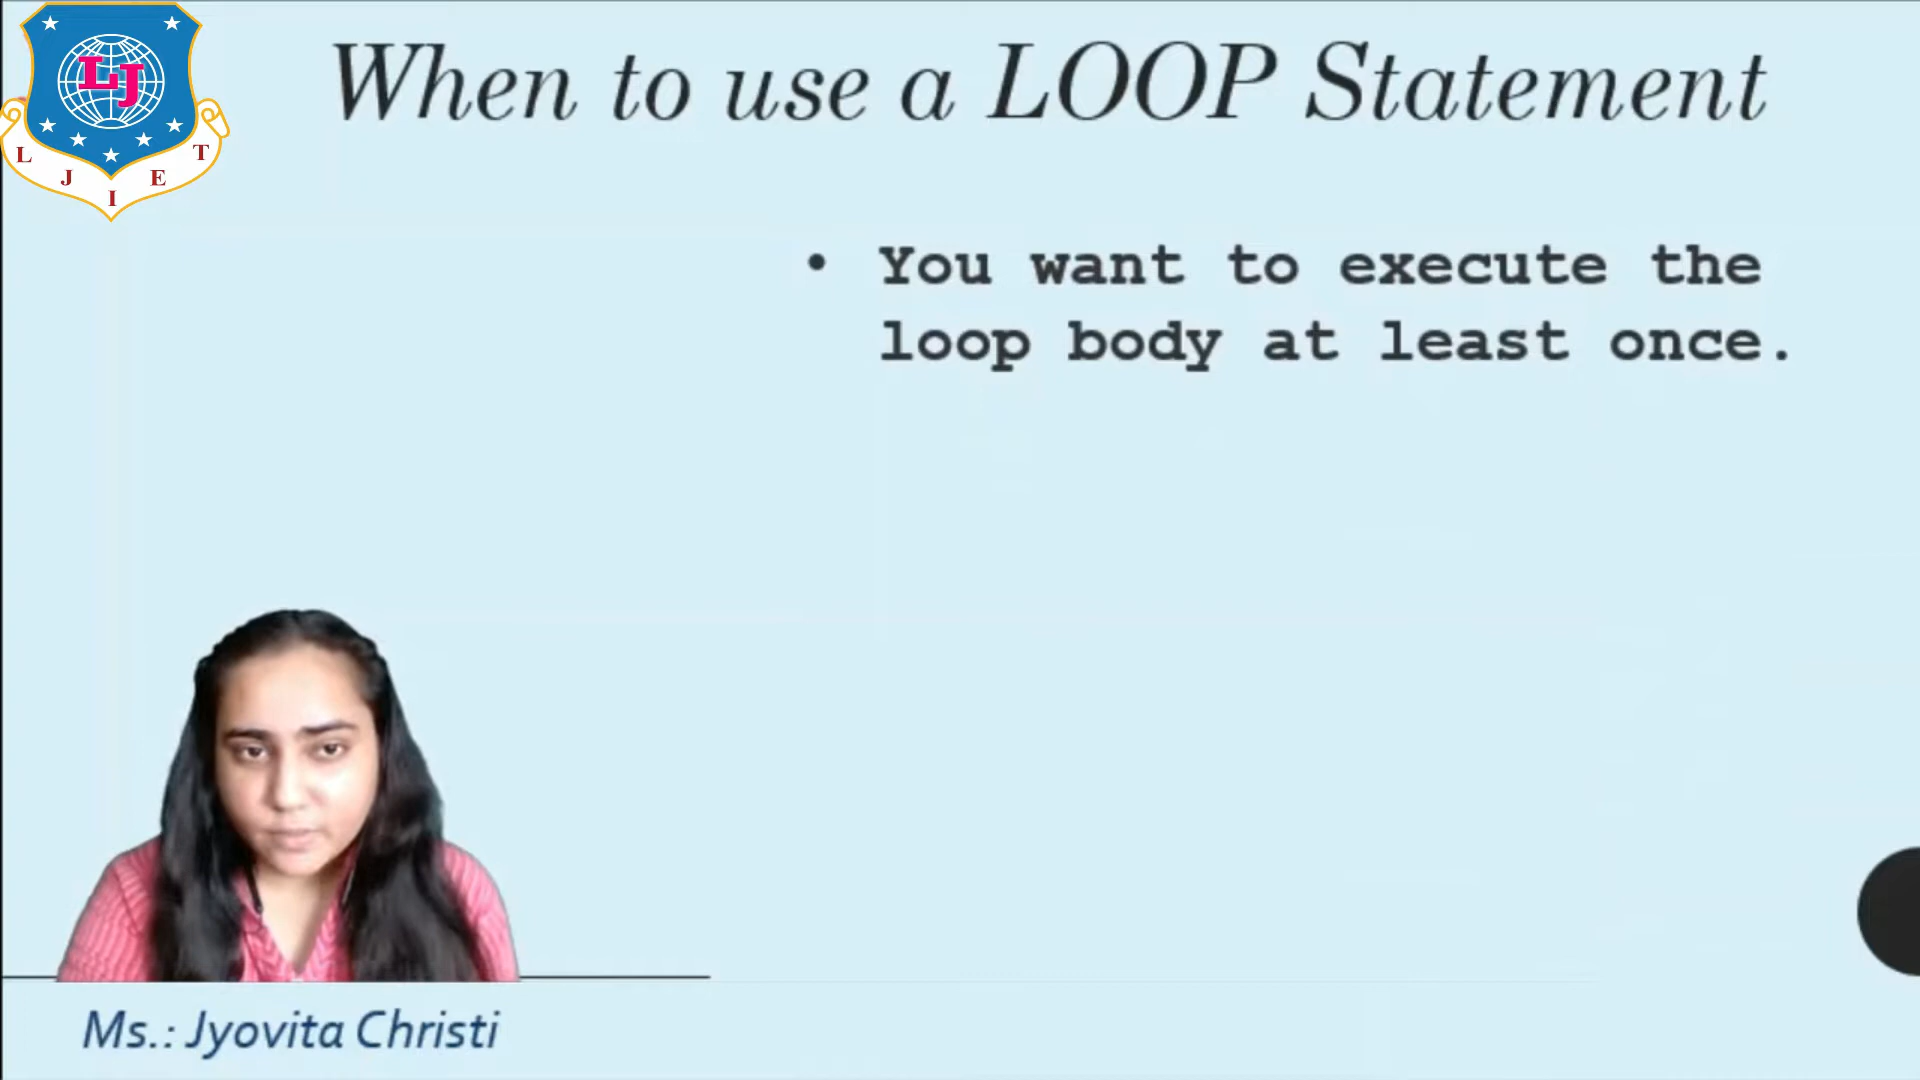 LJ
L J I E T
When to use a LOOP Statement
• You want to execute the
loop body at least once.
Ms.: Jyovita Christi